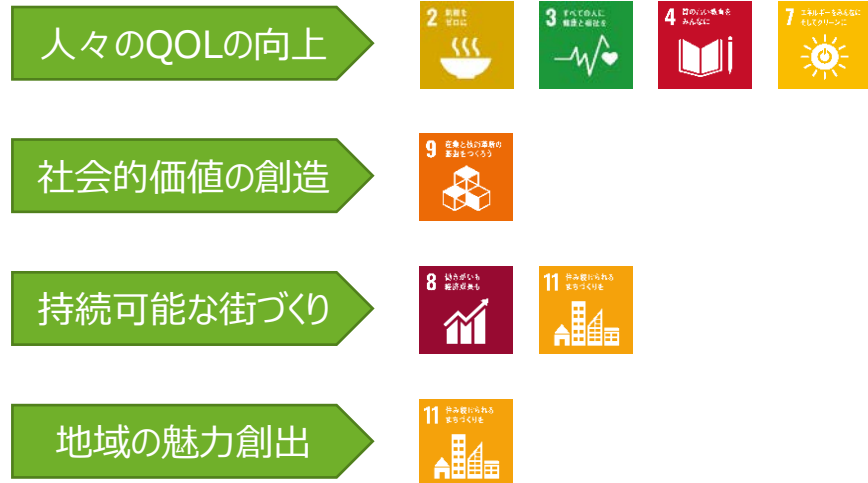 人々のQOLの向上
2 飢餓を
ゼロに
3 すべての人に
健康と福祉を
4 質の高い教育を
みんなに
7 エネルギーをみんなに
そしてクリーンに
社会的価値の創造
9 産業と技術革新の
基盤をつくろう
持続可能な街づくり
8 働きがいも
経済成長も
11 住み続けられる
まちづくりを
地域の魅力創出
11 住み続けられる
まちづくりを